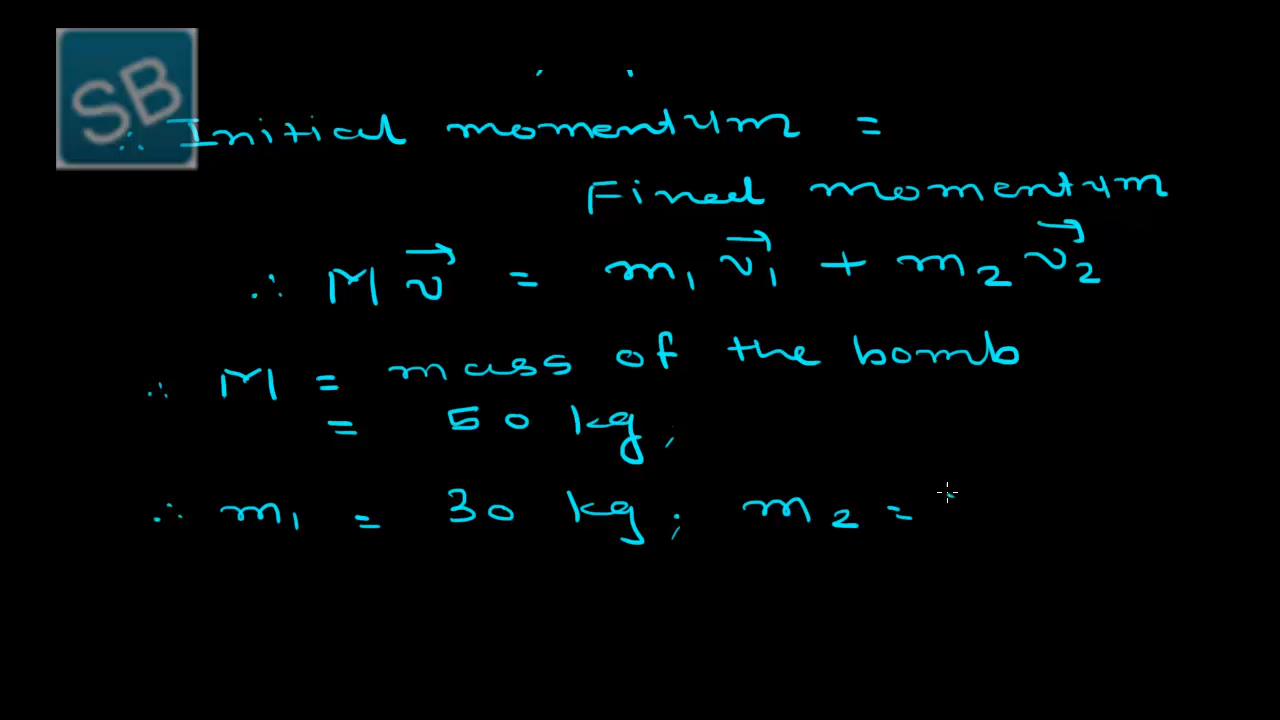 SB
∴ Initial momentum =
Final momentum
∴ M v⃗ = m₁ v⃗₁ + m₂ v⃗₂
∴ M = mass of the bomb
= 50 kg,
∴ m₁ = 30 kg; m₂ =